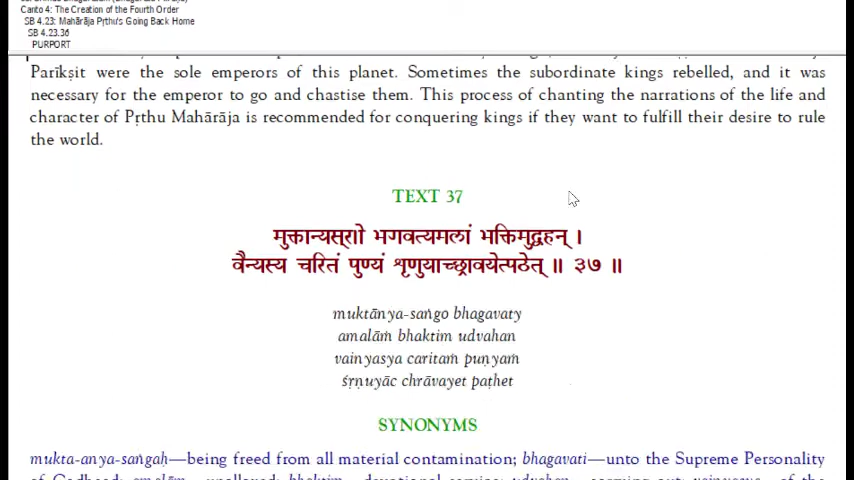 Canto 4: The Creation of the Fourth Order
SB 4.23: Mahārāja Pṛthu's Going Back Home
SB 4.23.36
PURPORT
Parīkṣit were the sole emperors of this planet. Sometimes the subordinate kings rebelled, and it was
necessary for the emperor to go and chastise them. This process of chanting the narrations of the life and
character of Pṛthu Mahārāja is recommended for conquering kings if they want to fulfill their desire to rule
the world.
TEXT 37
मुक्तान्यसङ्गो भगवत्यमलां भक्तिमुद्वहन् ।
वैन्यस्य चरितं पुण्यं श‍ृणुयाच्छ्रावयेत्पठेत् ॥ ३७ ॥
muktānya-saṅgo bhagavaty
amalāṁ bhaktim udvahan
vainyasya caritaṁ puṇyaṁ
śṛṇuyāc chrāvayet paṭhet
SYNONYMS
mukta-anya-saṅgaḥ—being freed from all material contamination; bhagavati—unto the Supreme Personality